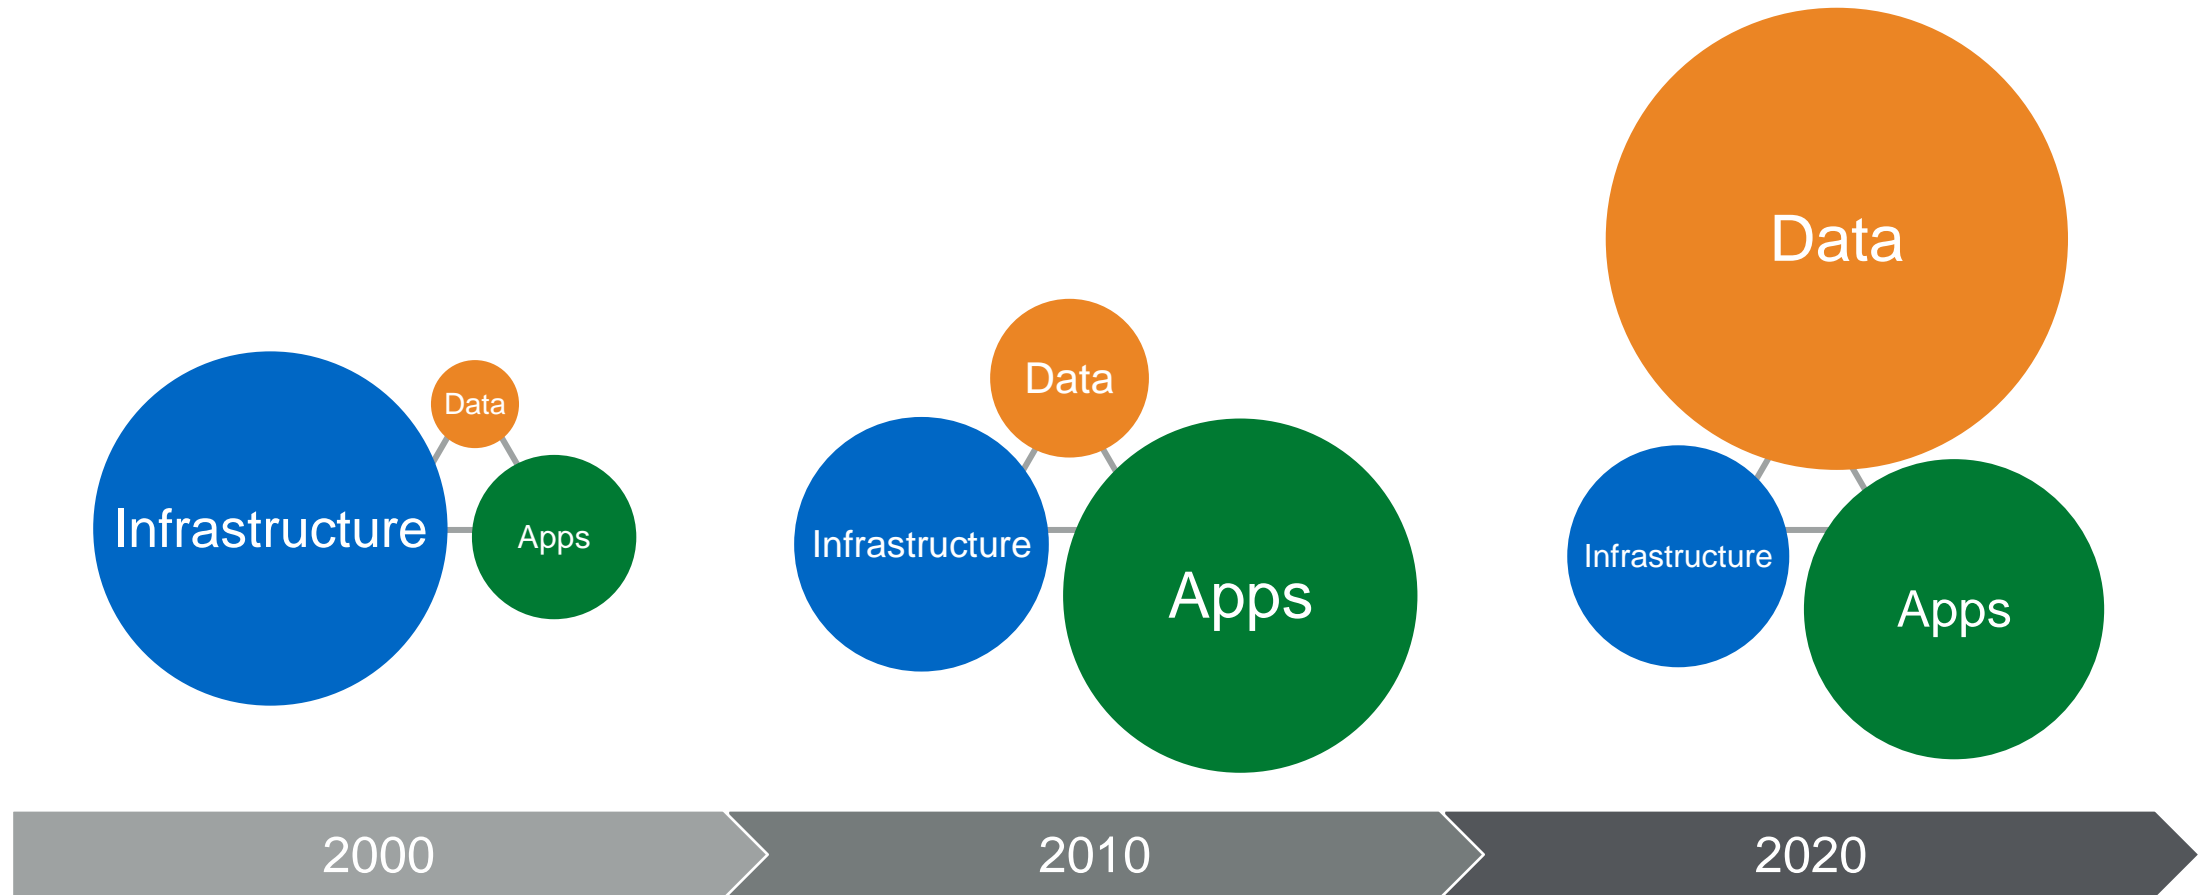 Data
Infrastructure
Apps
Data
Infrastructure
Apps
Data
Infrastructure
Apps
2000
2010
2020